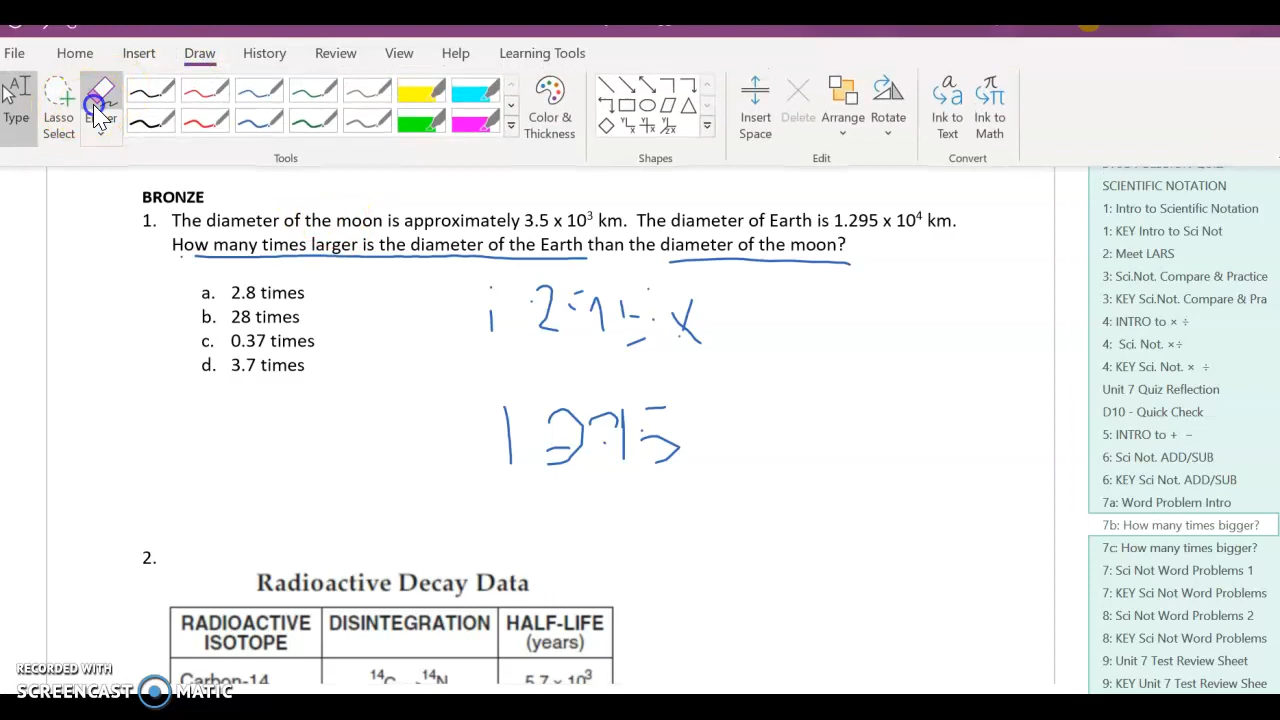 File Home Insert Draw History Review View Help Learning Tools
Type Lasso Select Color & Thickness Insert Space Delete Arrange Rotate Ink to Text Ink to Math
Tools Shapes Edit Convert
BRONZE
1. The diameter of the moon is approximately 3.5 x 10³ km. The diameter of Earth is 1.295 x 10⁴ km.
How many times larger is the diameter of the Earth than the diameter of the moon?
a. 2.8 times
b. 28 times
c. 0.37 times
d. 3.7 times
1 295
2.
Radioactive Decay Data
RADIOACTIVE ISOTOPE DISINTEGRATION HALF-LIFE (years)
Carbon-14 ¹⁴C ¹⁴N 5.7 × 10³
SCIENTIFIC NOTATION
1: Intro to Scientific Notation
1: KEY Intro to Sci Not
2: Meet LARS
3: Sci.Not. Compare & Practice
3: KEY Sci.Not. Compare & Pra
4: INTRO to × ÷
4: Sci. Not. ×÷
4: KEY Sci. Not. × ÷
Unit 7 Quiz Reflection
D10 - Quick Check
5: INTRO to + −
6: Sci Not. ADD/SUB
6: KEY Sci Not. ADD/SUB
7a: Word Problem Intro
7b: How many times bigger?
7c: How many times bigger?
7: Sci Not Word Problems 1
7: KEY Sci Not Word Problems
8: Sci Not Word Problems 2
8: KEY Sci Not Word Problems
9: Unit 7 Test Review Sheet
9: KEY Unit 7 Test Review Shee
RECORDED WITH
SCREENCAST MATIC